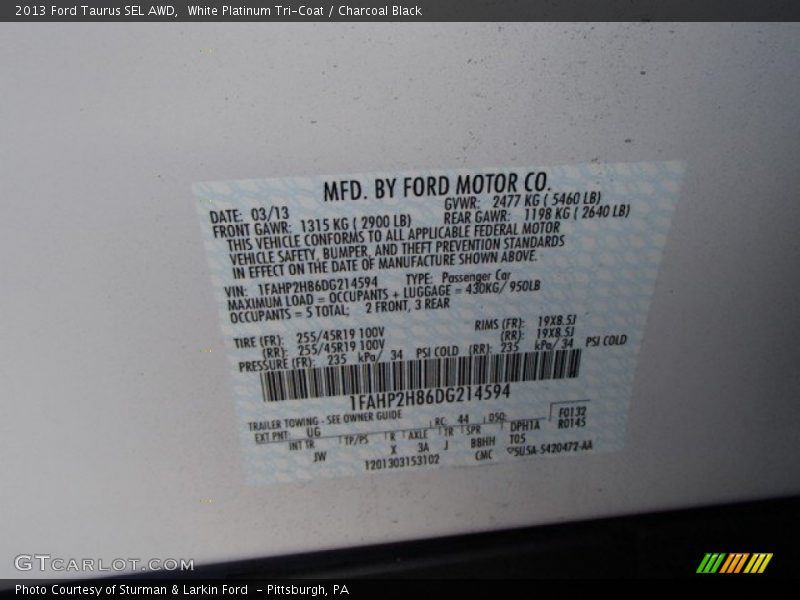 2013 Ford Taurus SEL AWD, White Platinum Tri-Coat / Charcoal Black
MFD. BY FORD MOTOR CO.
DATE: 03/13 GVWR: 2477 KG ( 5460 LB)
FRONT GAWR: 1315 KG ( 2900 LB) REAR GAWR: 1198 KG ( 2640 LB)
THIS VEHICLE CONFORMS TO ALL APPLICABLE FEDERAL MOTOR
VEHICLE SAFETY, BUMPER, AND THEFT PREVENTION STANDARDS
IN EFFECT ON THE DATE OF MANUFACTURE SHOWN ABOVE.
VIN: 1FAHP2H86DG214594 TYPE: Passenger Car
MAXIMUM LOAD = OCCUPANTS + LUGGAGE = 430KG/ 950LB
OCCUPANTS = 5 TOTAL; 2 FRONT, 3 REAR
TIRE (FR): 255/45R19 100V RIMS (FR): 19X8.5J
(RR): 255/45R19 100V (RR): 19X8.5J
PRESSURE (FR): 235 kPa/ 34 PSI COLD (RR): 235 kPa/ 34 PSI COLD
1FAHP2H86DG214594
TRAILER TOWING - SEE OWNER GUIDE
EXT PNT: UG RC: 44 DSO: F0132
INT TR TP/PS R AXLE TR SPR DPH1A R0145
JW X 3A J BBHH T05
1201303153102 CMC 5U5A-5420472-AA
GTCARLOT.COM
Photo Courtesy of Sturman & Larkin Ford - Pittsburgh, PA